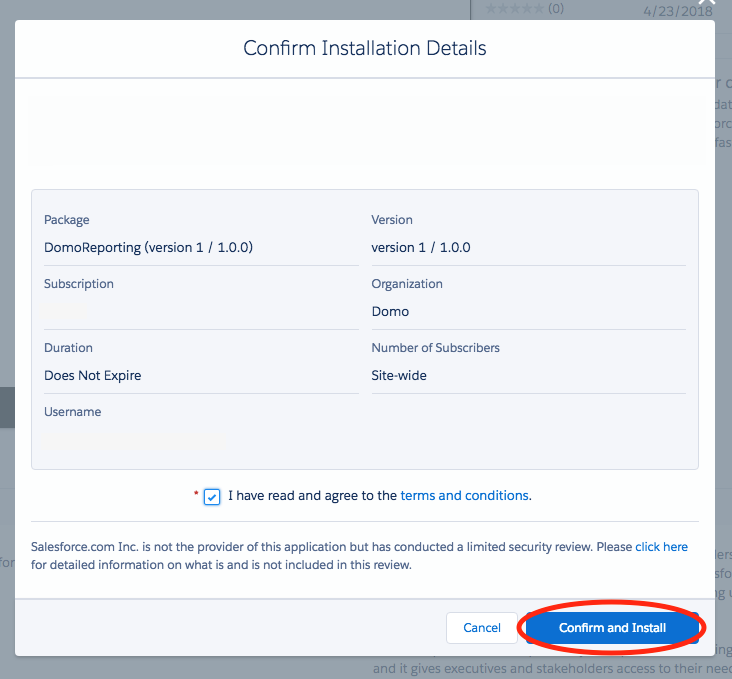 (0)
4/23/2018
Confirm Installation Details
Package
Version
DomoReporting (version 1 / 1.0.0)
version 1 / 1.0.0
Subscription
Organization
Domo
Duration
Number of Subscribers
Does Not Expire
Site-wide
Username
* I have read and agree to the terms and conditions.
Salesforce.com Inc. is not the provider of this application but has conducted a limited security review. Please click here
for detailed information on what is and is not included in this review.
Cancel
Confirm and Install
and it gives executives and stakeholders access to their